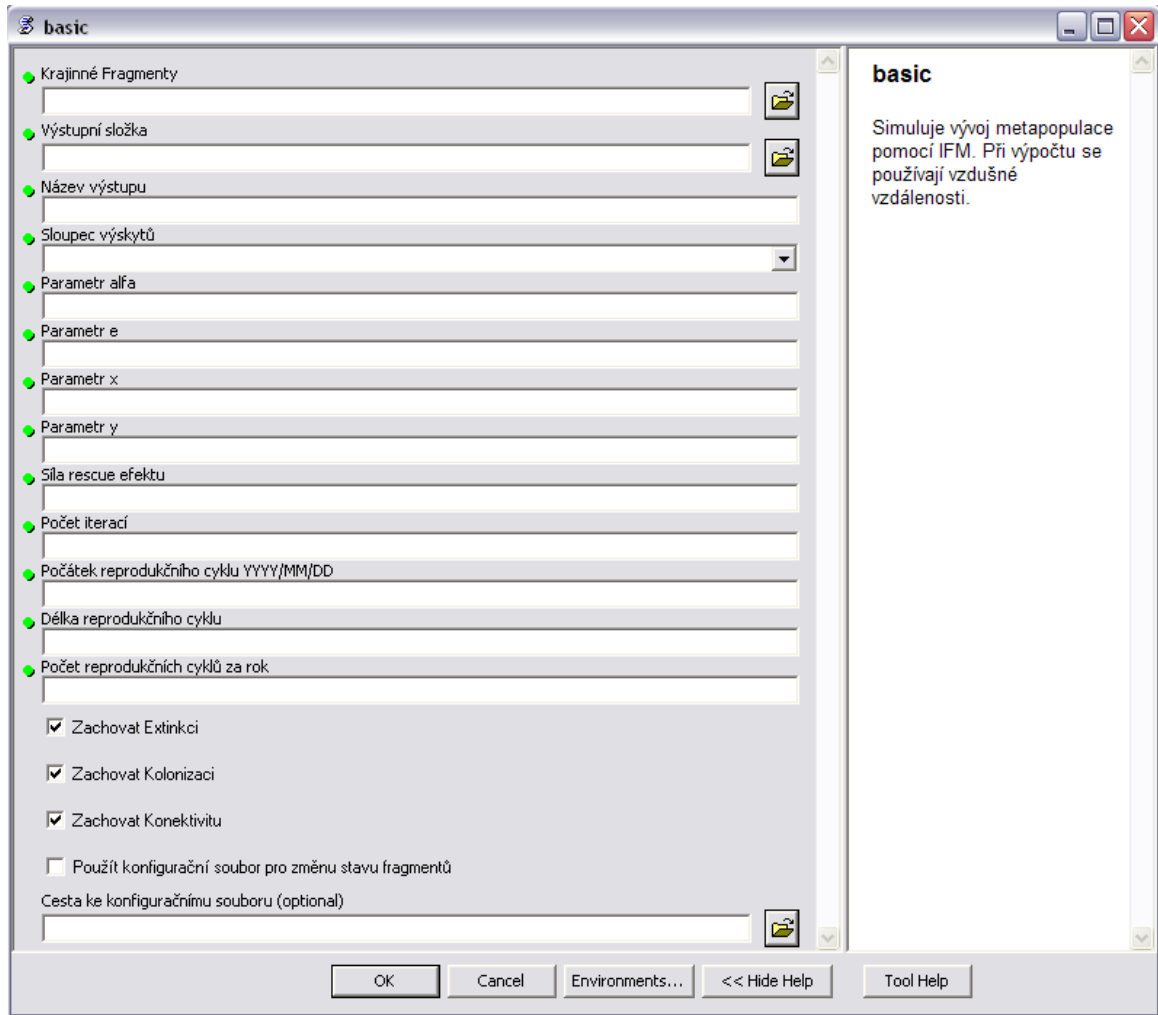 basic
Krajinné Fragmenty
Výstupní složka
Název výstupu
Sloupec výskytů
Parametr alfa
Parametr e
Parametr x
Parametr y
Síla rescue efektu
Počet iterací
Počátek reprodukčního cyklu YYYY/MM/DD
Délka reprodukčního cyklu
Počet reprodukčních cyklů za rok
Zachovat Extinkci
Zachovat Kolonizaci
Zachovat Konektivitu
Použít konfigurační soubor pro změnu stavu fragmentů
Cesta ke konfiguračnímu souboru (optional)
basic
Simuluje vývoj metapopulace
pomocí IFM. Při výpočtu se
používají vzdušné
vzdálenosti.
OK
Cancel
Environments...
<< Hide Help
Tool Help